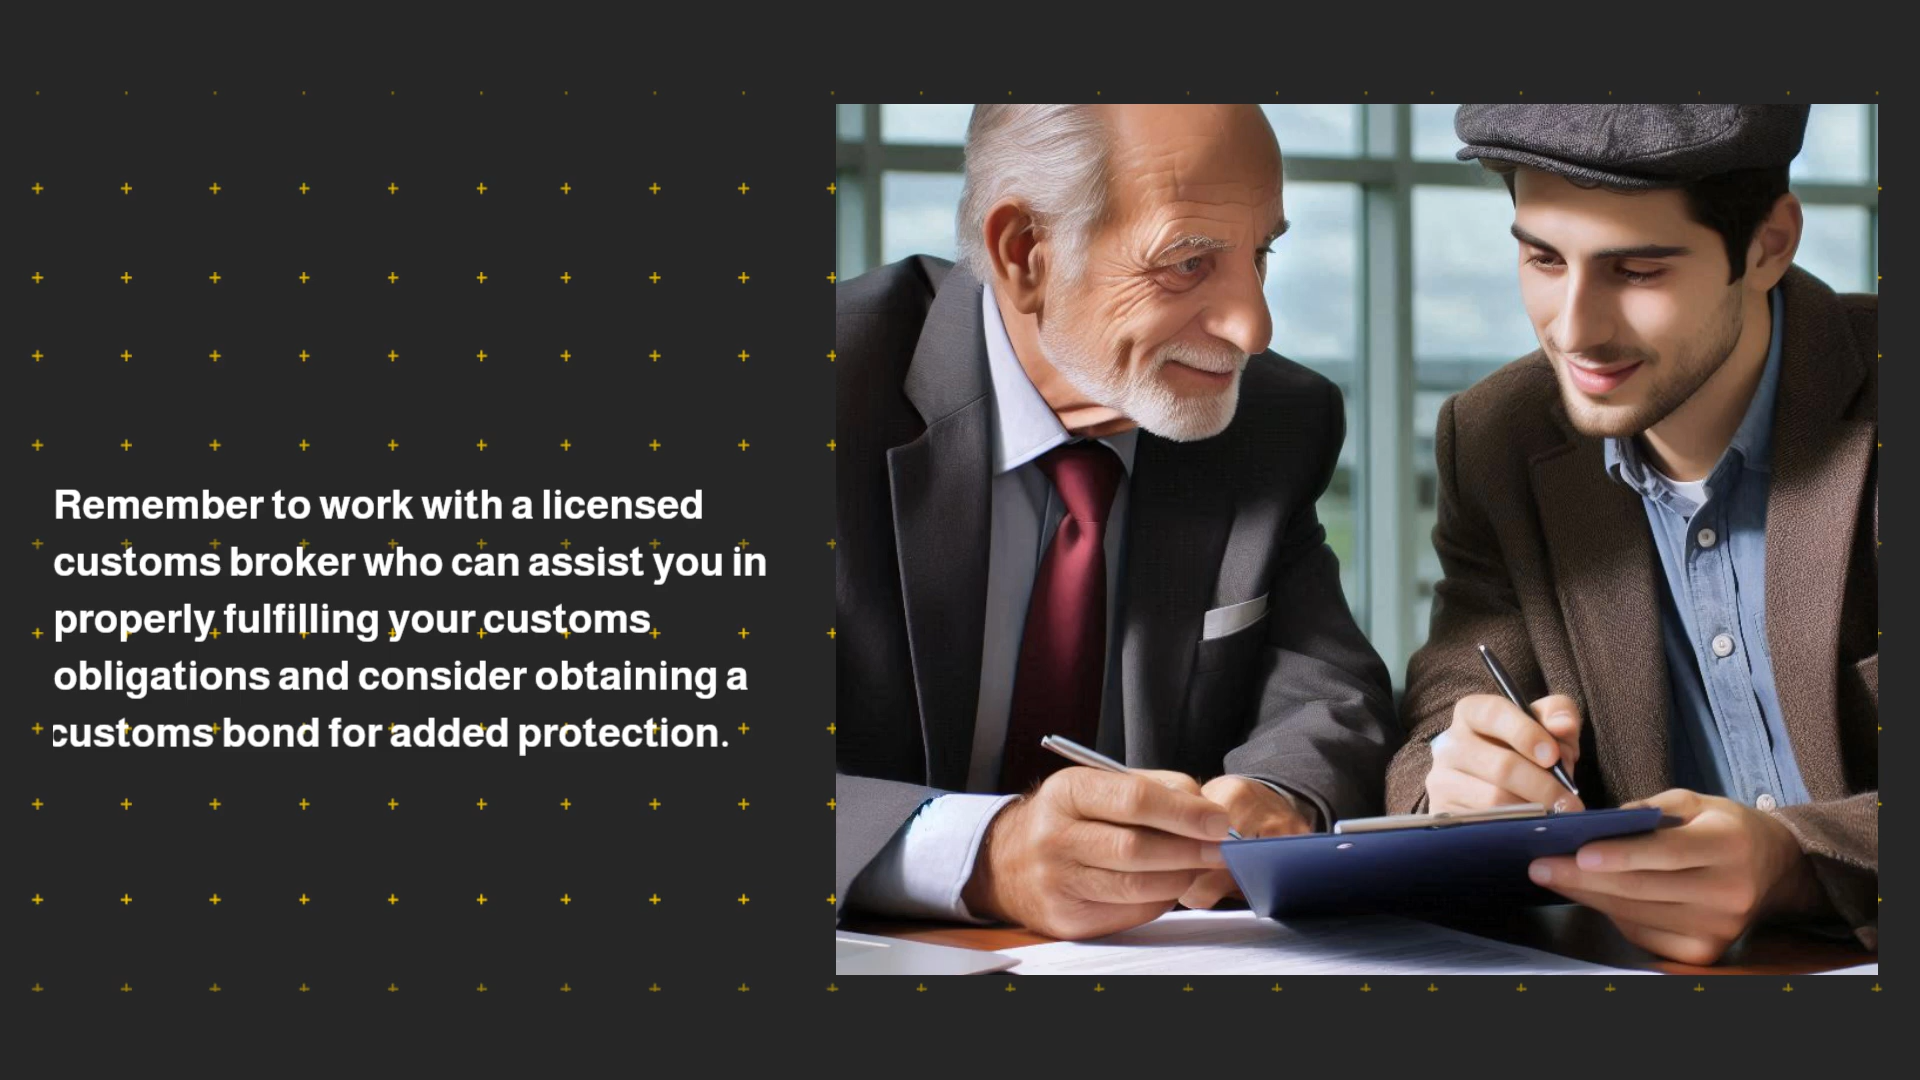 Remember to work with a licensed
customs broker who can assist you in
properly fulfilling your customs
obligations and consider obtaining a
customs bond for added protection.